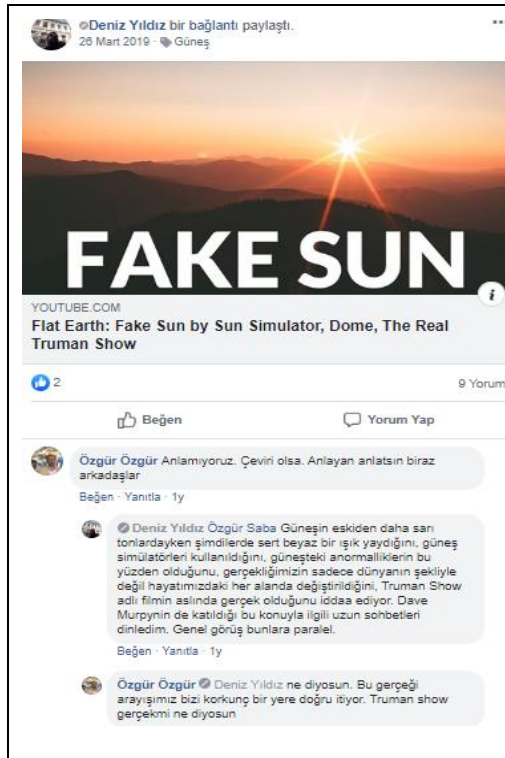 Deniz Yıldız bir bağlantı paylaştı.
26 Mart 2019 · Güneş
FAKE SUN
YOUTUBE.COM
Flat Earth: Fake Sun by Sun Simulator, Dome, The Real
Truman Show
2
9 Yorum
Beğen
Yorum Yap
Özgür Özgür Anlamıyoruz. Çeviri olsa. Anlayan anlatsın biraz
arkadaşlar
Beğen · Yanıtla · 1y
Deniz Yıldız Özgür Saba Güneşin eskiden daha sarı
tonlardayken şimdilerde sert beyaz bir ışık yaydığını, güneş
simülatörleri kullanıldığını, güneşteki anormalliklerin bu
yüzden olduğunu, gerçekliğimizin sadece dünyanın şekliyle
değil hayatımızdaki her alanda değiştirildiğini, Truman Show
adlı filmin aslında gerçek olduğunu iddaa ediyor. Dave
Murpynin de katıldığı bu konuyla ilgili uzun sohbetleri
dinledim. Genel görüş bunlara paralel.
Beğen · Yanıtla · 1y
Özgür Özgür Deniz Yıldız ne diyosun. Bu gerçeği
arayışımız bizi korkunç bir yere doğru itiyor. Truman show
gerçekmi ne diyosun